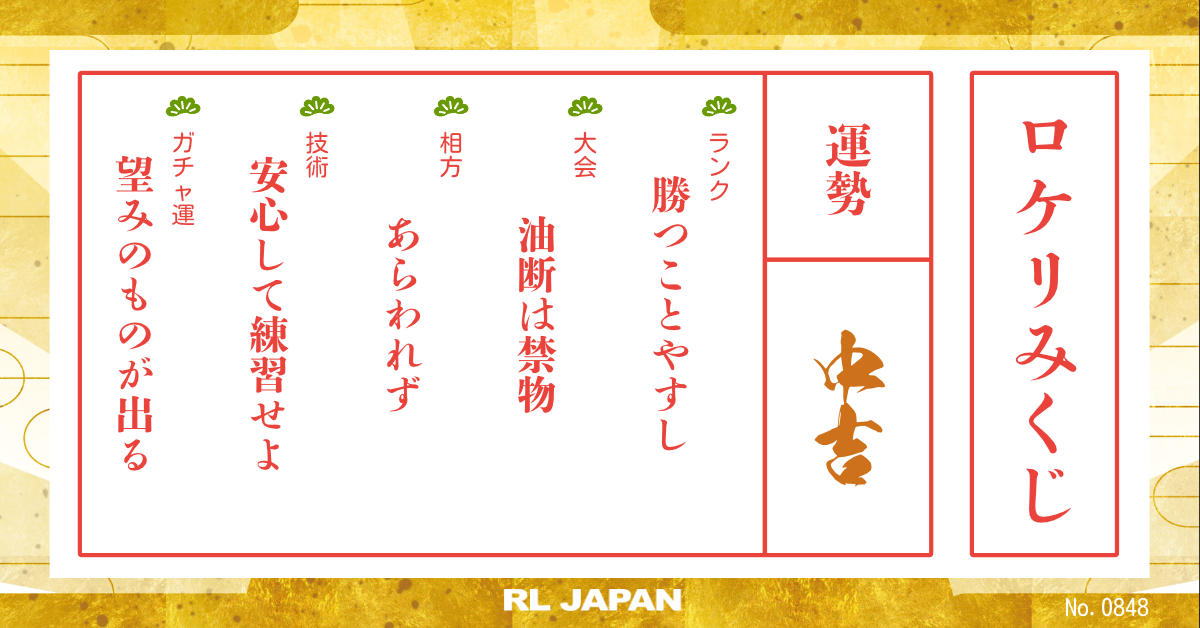 ロケリみくじ
運勢
中吉
ランク
勝つことやすし
大会
油断は禁物
相方
あらわれず
技術
安心して練習せよ
ガチャ運
望みのものが出る
RL JAPAN
No. 0848